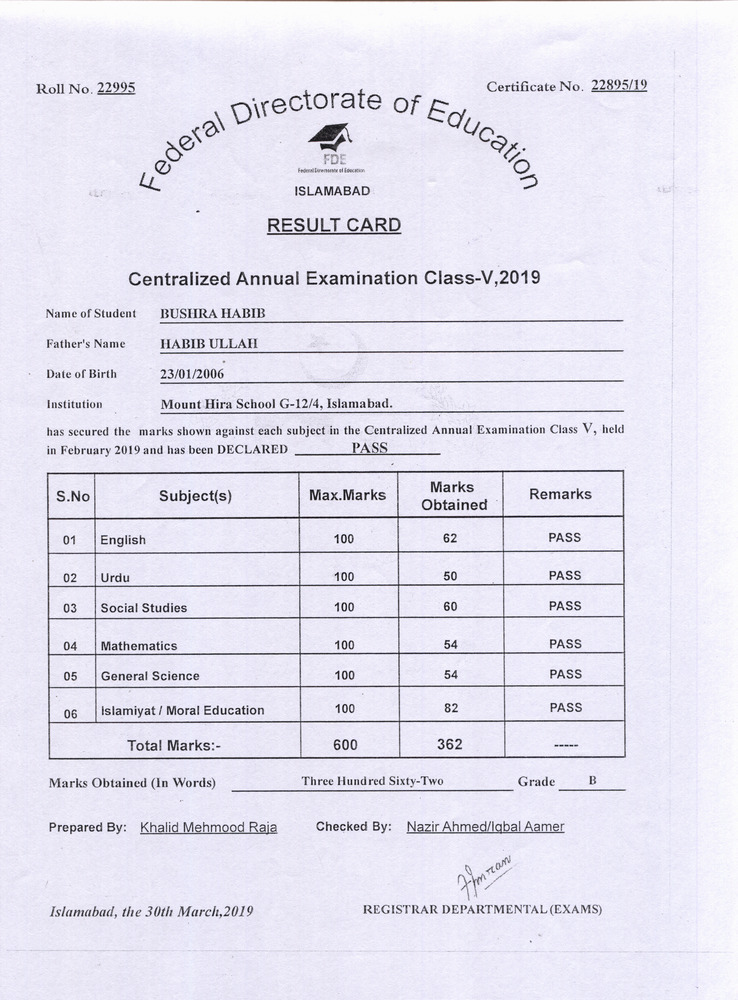 Roll No. 22995
Certificate No. 22895/19
Federal Directorate of Education
FDE
Federal Directorate of Education
ISLAMABAD
RESULT CARD
Centralized Annual Examination Class-V,2019
Name of Student BUSHRA HABIB
Father's Name HABIB ULLAH
Date of Birth 23/01/2006
Institution Mount Hira School G-12/4, Islamabad.
has secured the marks shown against each subject in the Centralized Annual Examination Class V, held
in February 2019 and has been DECLARED PASS
S.No Subject(s) Max.Marks Marks Obtained Remarks
01 English 100 62 PASS
02 Urdu 100 50 PASS
03 Social Studies 100 60 PASS
04 Mathematics 100 54 PASS
05 General Science 100 54 PASS
06 Islamiyat / Moral Education 100 82 PASS
Total Marks:- 600 362 -----
Marks Obtained (In Words) Three Hundred Sixty-Two Grade B
Prepared By: Khalid Mehmood Raja Checked By: Nazir Ahmed/Iqbal Aamer
Islamabad, the 30th March,2019
REGISTRAR DEPARTMENTAL (EXAMS)